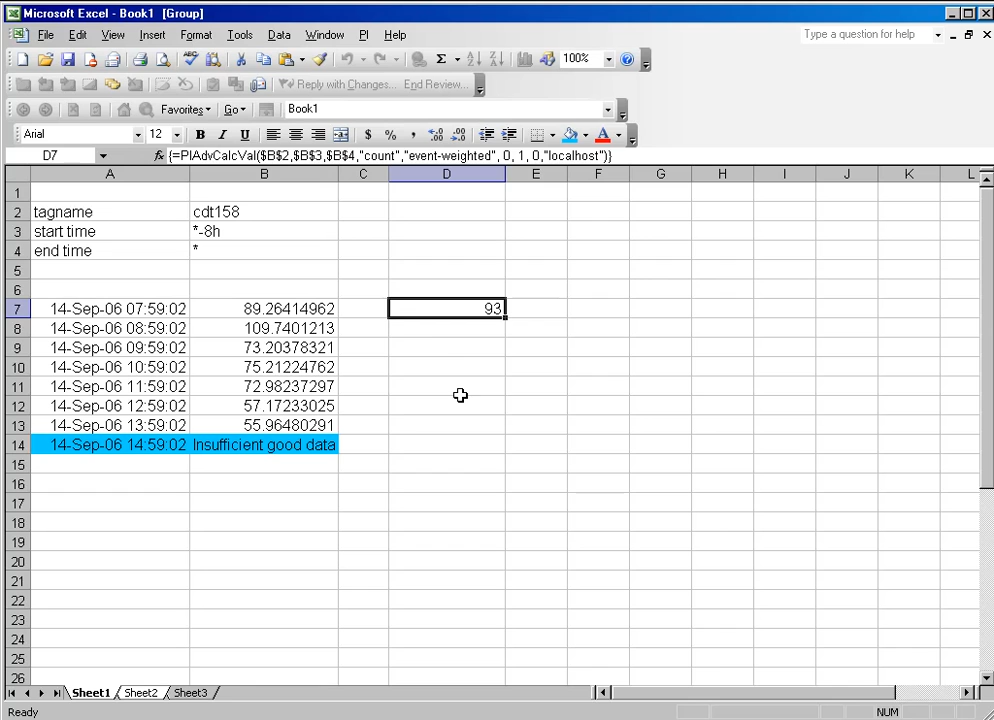 Microsoft Excel - Book1 [Group]
File Edit View Insert Format Tools Data Window PI Help
Type a question for help
100%
Reply with Changes... End Review...
Favorites Go Book1
Arial 12 B I U $ % ,
D7 fx {=PIAdvCalcVal($B$2,$B$3,$B$4,"count","event-weighted", 0, 1, 0,"localhost")}
A B C D E F G H I J K L
1
2 tagname cdt158
3 start time *-8h
4 end time *
5
6
7 14-Sep-06 07:59:02 89.26414962 93
8 14-Sep-06 08:59:02 109.7401213
9 14-Sep-06 09:59:02 73.20378321
10 14-Sep-06 10:59:02 75.21224762
11 14-Sep-06 11:59:02 72.98237297
12 14-Sep-06 12:59:02 57.17233025
13 14-Sep-06 13:59:02 55.96480291
14 14-Sep-06 14:59:02 Insufficient good data
15
16
17
18
19
20
21
22
23
24
25
26
Sheet1 Sheet2 Sheet3
Ready NUM